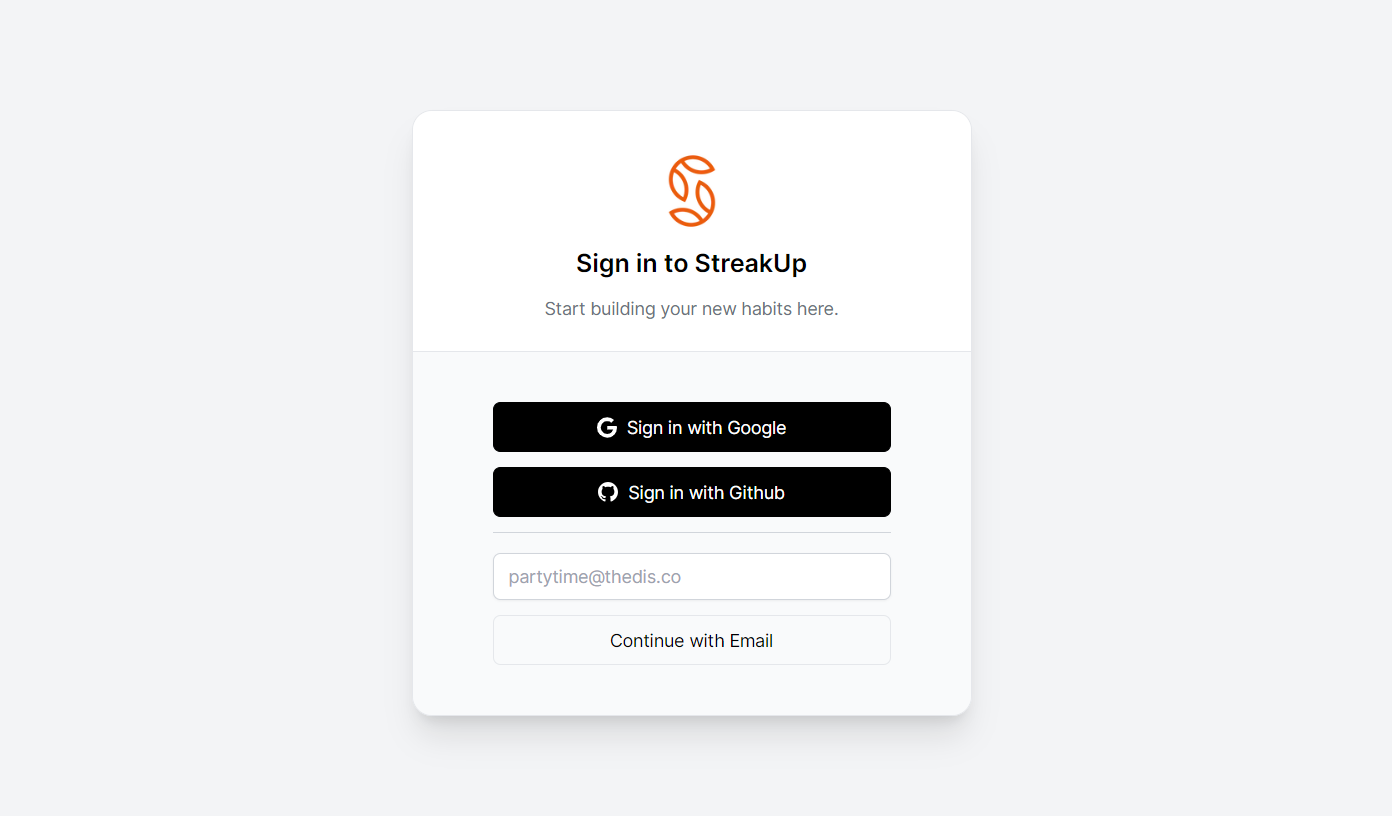 Sign in to StreakUp
Start building your new habits here.
Sign in with Google
Sign in with Github
partytime@thedis.co
Continue with Email